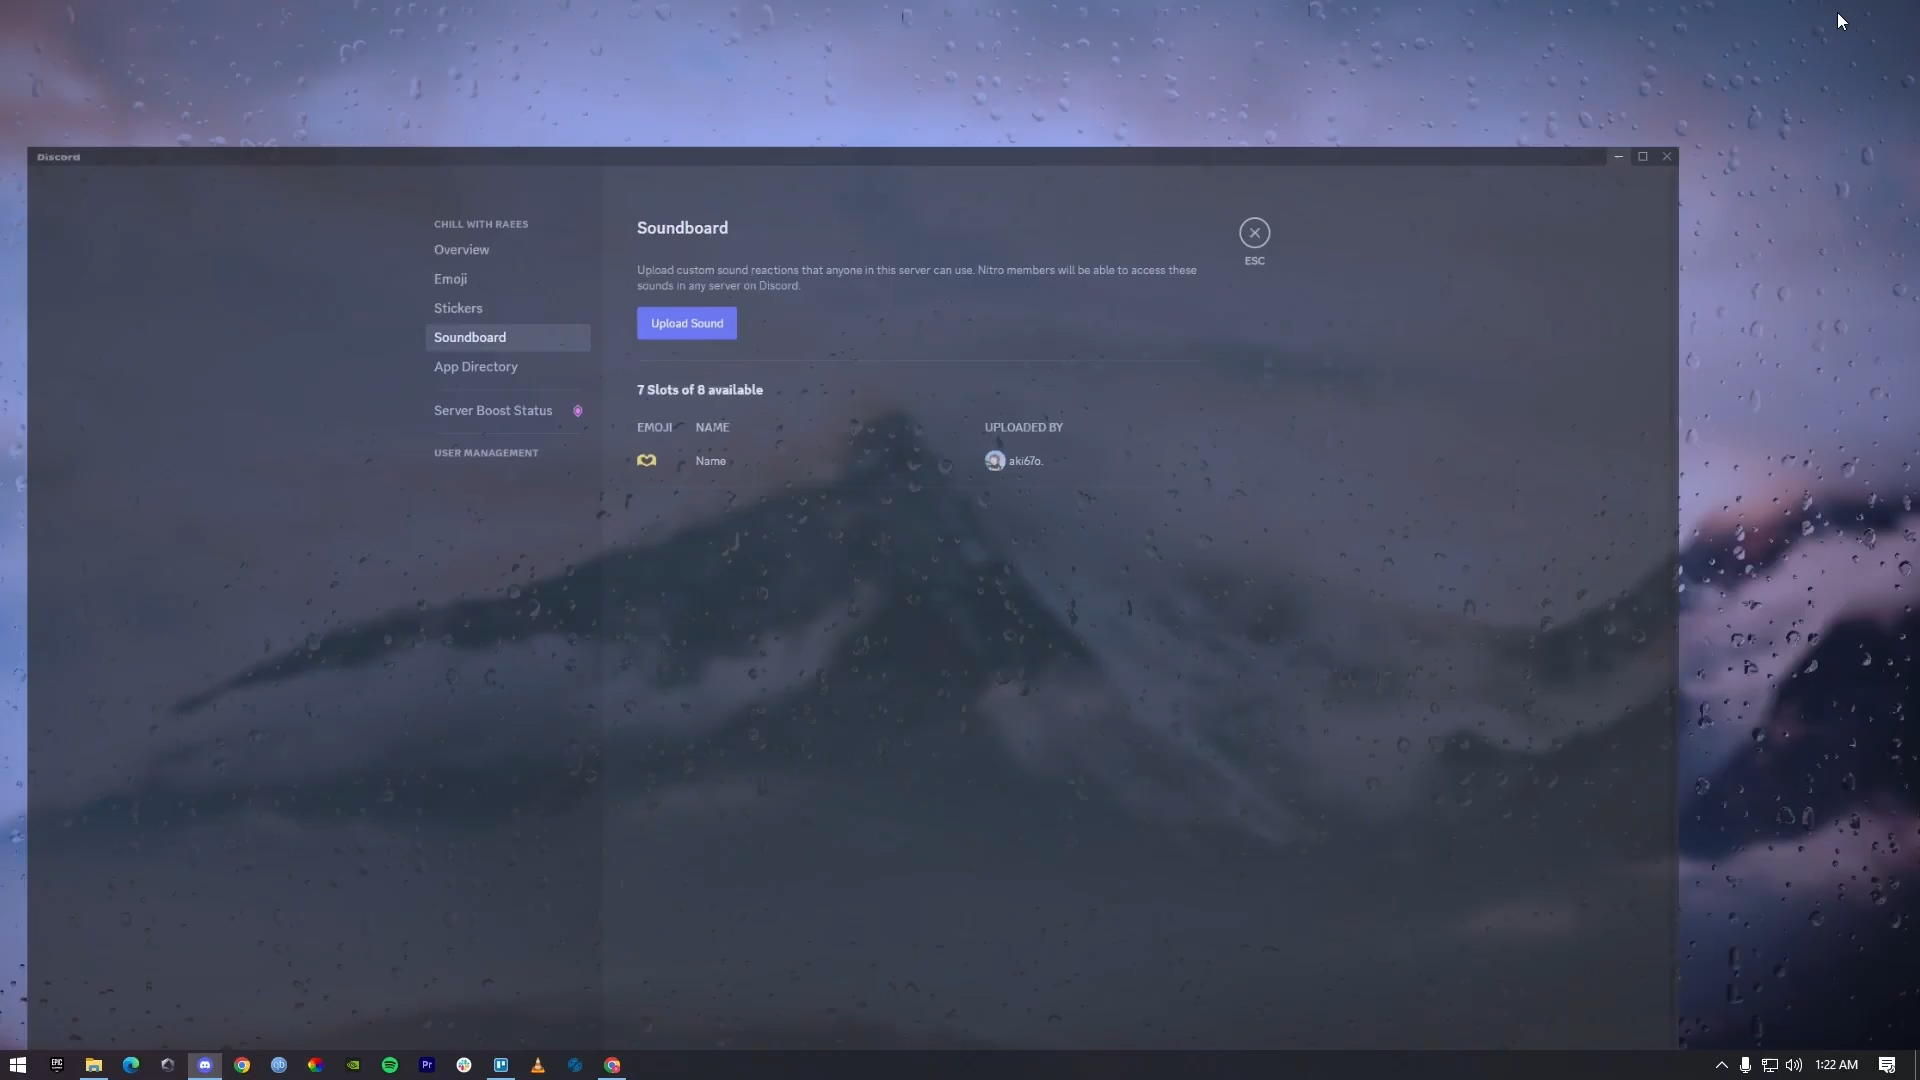 Discord
CHILL WITH RAEES
Overview
Emoji
Stickers
Soundboard
App Directory
Server Boost Status
USER MANAGEMENT
Soundboard
ESC
Upload custom sound reactions that anyone in this server can use. Nitro members will be able to access these
sounds in any server on Discord.
Upload Sound
7 Slots of 8 available
EMOJI NAME UPLOADED BY
Name aki67o.
EPIC
qb
Pr
1:22 AM